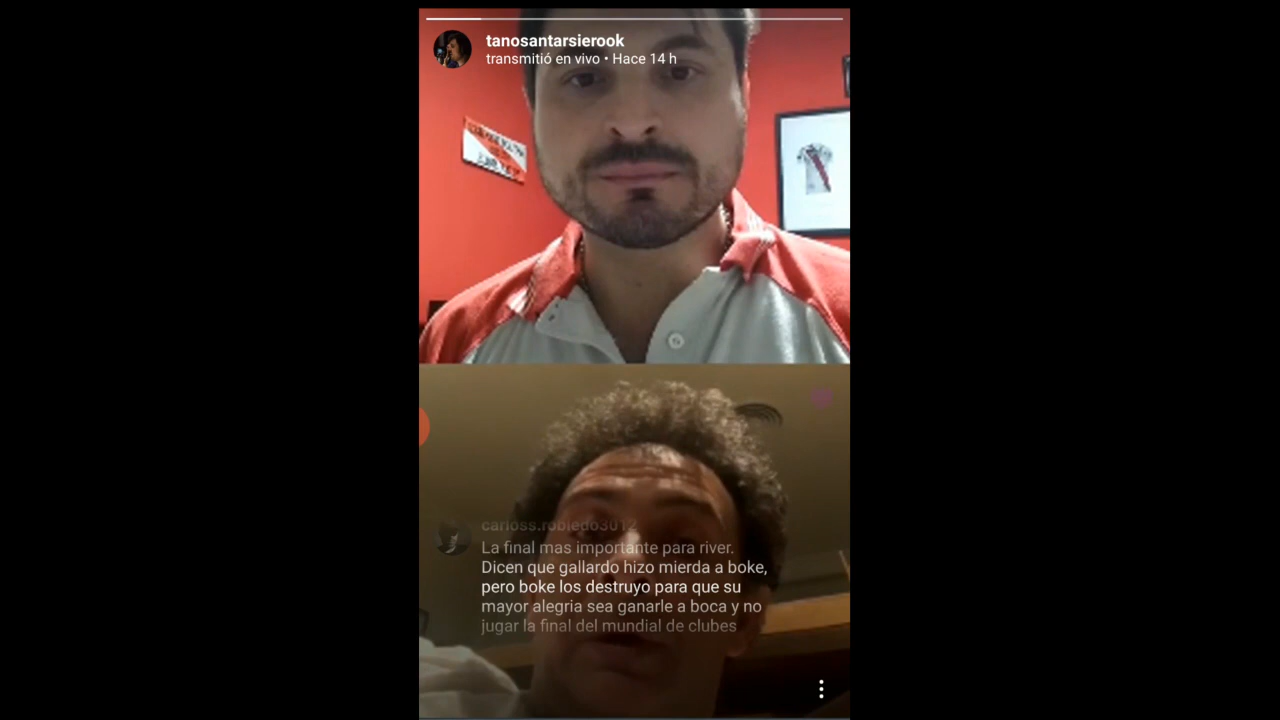 tanosantarsierook
transmitió en vivo • Hace 14 h
carloss.robledo3012
La final mas importante para river.
Dicen que gallardo hizo mierda a boke,
pero boke los destruyo para que su
mayor alegria sea ganarle a boca y no
jugar la final del mundial de clubes